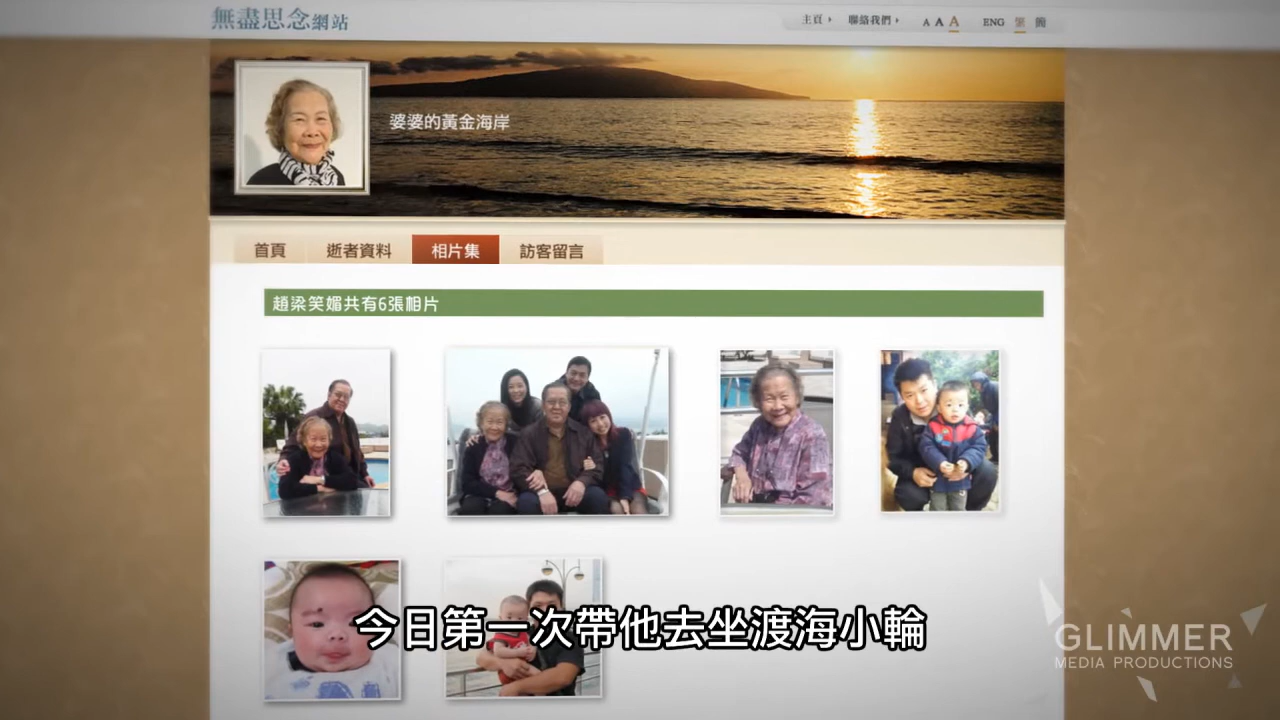 無盡思念網站
主頁 聯絡我們 A A A ENG 繁 簡
婆婆的黃金海岸
首頁 逝者資料 相片集 訪客留言
趙梁笑媚共有6張相片
今日第一次帶他去坐渡海小輪
GLIMMER
MEDIA PRODUCTIONS